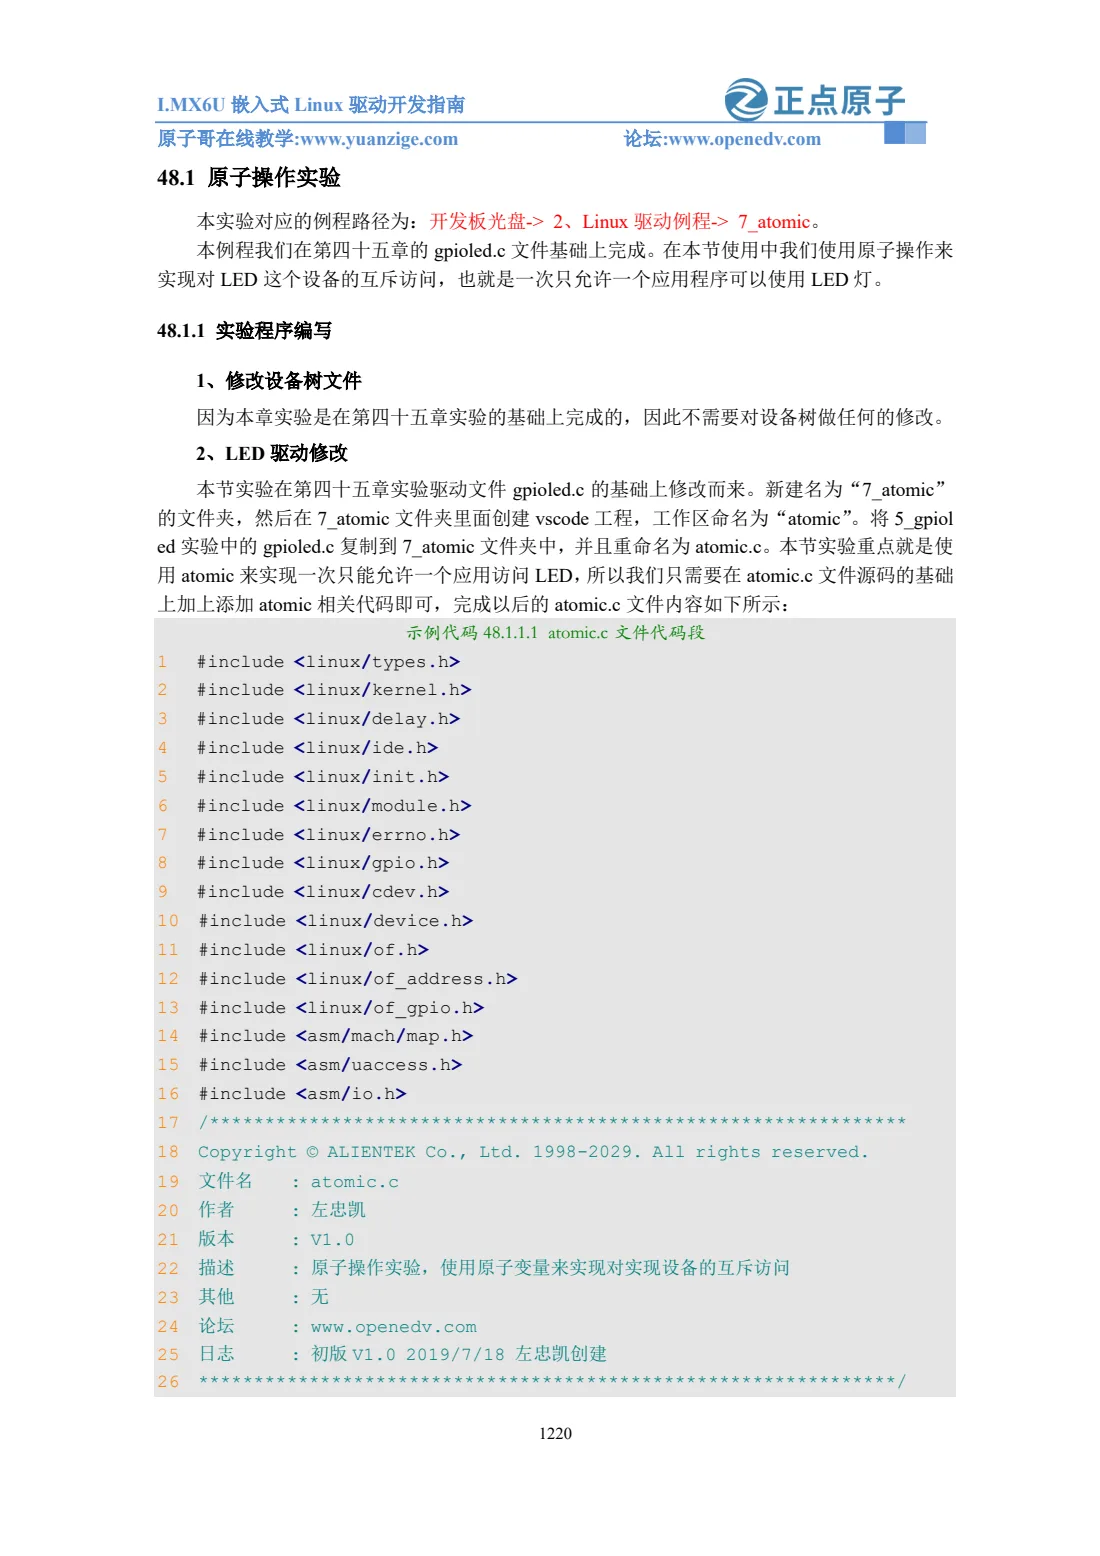 I.MX6U 嵌入式 Linux 驱动开发指南
正点原子
原子哥在线教学:www.yuanzige.com 论坛:www.openedv.com
48.1 原子操作实验
本实验对应的例程路径为：开发板光盘-> 2、Linux 驱动例程-> 7_atomic。
本例程我们在第四十五章的 gpioled.c 文件基础上完成。在本节使用中我们使用原子操作来
实现对 LED 这个设备的互斥访问，也就是一次只允许一个应用程序可以使用 LED 灯。
48.1.1 实验程序编写
1、修改设备树文件
因为本章实验是在第四十五章实验的基础上完成的，因此不需要对设备树做任何的修改。
2、LED 驱动修改
本节实验在第四十五章实验驱动文件 gpioled.c 的基础上修改而来。新建名为“7_atomic”
的文件夹，然后在 7_atomic 文件夹里面创建 vscode 工程，工作区命名为“atomic”。将 5_gpiol
ed 实验中的 gpioled.c 复制到 7_atomic 文件夹中，并且重命名为 atomic.c。本节实验重点就是使
用 atomic 来实现一次只能允许一个应用访问 LED，所以我们只需要在 atomic.c 文件源码的基础
上加上添加 atomic 相关代码即可，完成以后的 atomic.c 文件内容如下所示：
示例代码 48.1.1.1 atomic.c 文件代码段
1 #include <linux/types.h>
2 #include <linux/kernel.h>
3 #include <linux/delay.h>
4 #include <linux/ide.h>
5 #include <linux/init.h>
6 #include <linux/module.h>
7 #include <linux/errno.h>
8 #include <linux/gpio.h>
9 #include <linux/cdev.h>
10 #include <linux/device.h>
11 #include <linux/of.h>
12 #include <linux/of_address.h>
13 #include <linux/of_gpio.h>
14 #include <asm/mach/map.h>
15 #include <asm/uaccess.h>
16 #include <asm/io.h>
17 /***************************************************************
18 Copyright © ALIENTEK Co., Ltd. 1998-2029. All rights reserved.
19 文件名 : atomic.c
20 作者 : 左忠凯
21 版本 : V1.0
22 描述 : 原子操作实验，使用原子变量来实现对实现设备的互斥访问
23 其他 : 无
24 论坛 : www.openedv.com
25 日志 : 初版 V1.0 2019/7/18 左忠凯创建
26 ***************************************************************/
1220